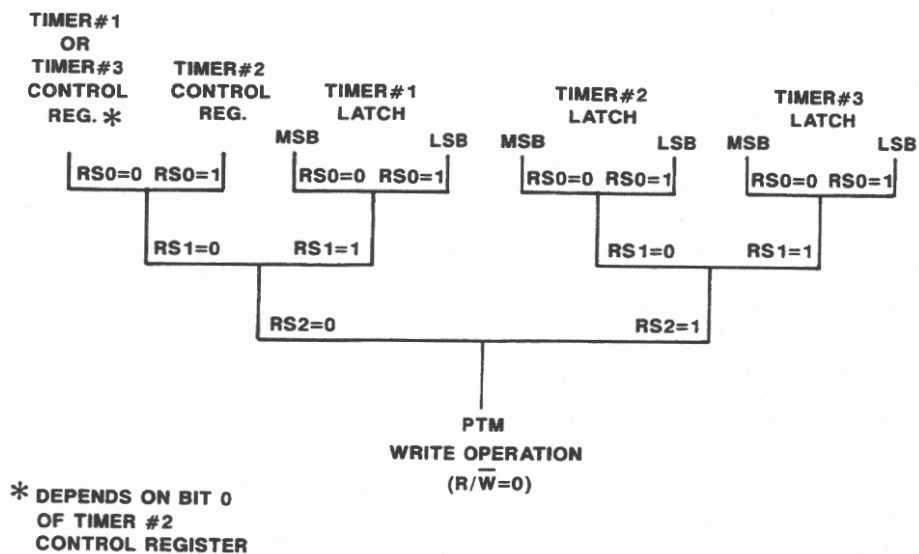 TIMER#1
OR
TIMER#3
CONTROL
REG.*
TIMER#2
CONTROL
REG.
TIMER#1
LATCH
MSB
LSB
TIMER#2
LATCH
MSB
LSB
TIMER#3
LATCH
MSB
LSB
RS0=0 RS0=1
RS0=0 RS0=1
RS0=0 RS0=1
RS0=0 RS0=1
RS1=0
RS1=1
RS1=0
RS1=1
RS2=0
RS2=1
PTM
WRITE OPERATION
(R/W̅=0)
* DEPENDS ON BIT 0
OF TIMER #2
CONTROL REGISTER